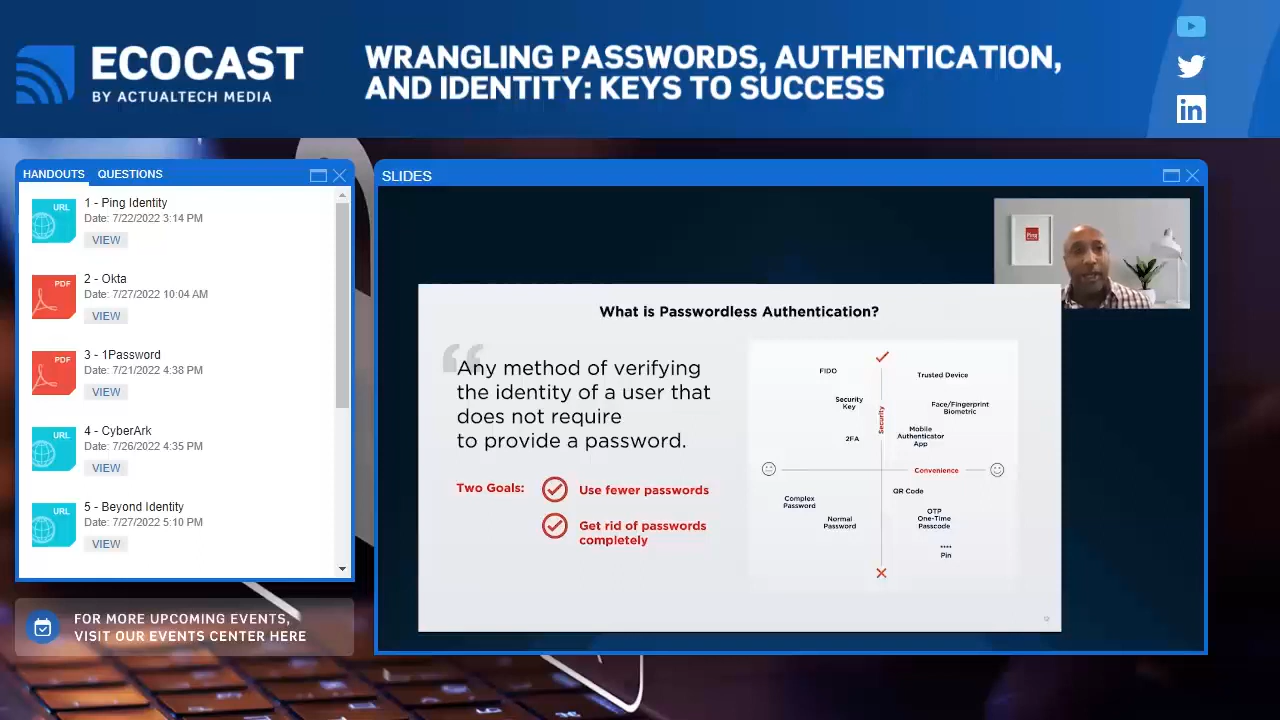 ECOCAST
BY ACTUALTECH MEDIA
WRANGLING PASSWORDS, AUTHENTICATION,
AND IDENTITY: KEYS TO SUCCESS
in
HANDOUTS QUESTIONS
URL
1 - Ping Identity
Date: 7/22/2022 3:14 PM
VIEW
PDF
2 - Okta
Date: 7/27/2022 10:04 AM
VIEW
PDF
3 - 1Password
Date: 7/21/2022 4:38 PM
VIEW
URL
4 - CyberArk
Date: 7/26/2022 4:35 PM
VIEW
URL
5 - Beyond Identity
Date: 7/27/2022 5:10 PM
VIEW
FOR MORE UPCOMING EVENTS,
VISIT OUR EVENTS CENTER HERE
SLIDES
Ping
What is Passwordless Authentication?
“Any method of verifying
the identity of a user that
does not require
to provide a password.
Two Goals:
Use fewer passwords
Get rid of passwords
completely
FIDO
Trusted Device
Security
Key
Face/Fingerprint
Biometric
Security
2FA
Mobile
Authenticator
App
Convenience
Complex
Password
Normal
Password
QR Code
OTP
One-Time
Passcode
****
Pin